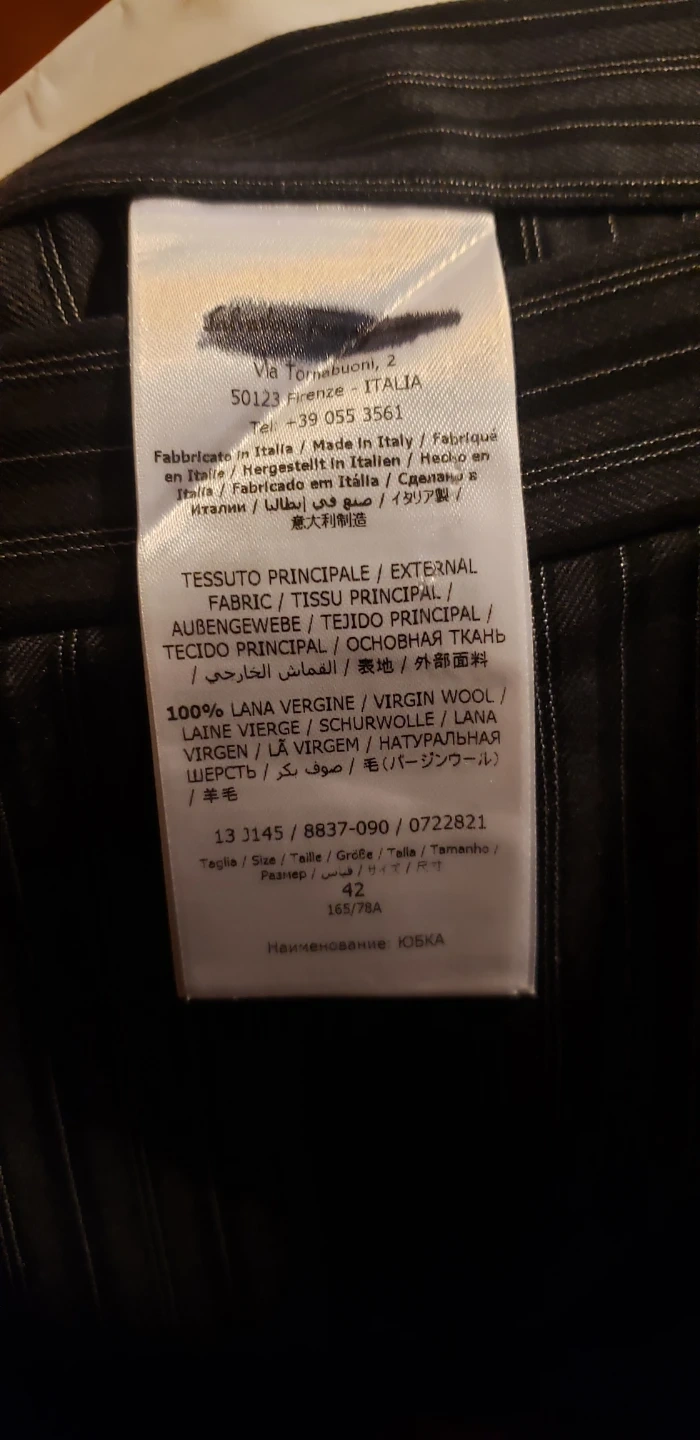 Via Tornabuoni, 2
50123 Firenze - ITALIA
Tel: +39 055 3561
Fabbricato in Italia / Made in Italy / Fabriqué
en Italie / Hergestellt in Italien / Hecho en
Italia / Fabricado em Itália / Сделано в
Италии / صنع في إيطاليا / イタリア製 /
意大利制造
TESSUTO PRINCIPALE / EXTERNAL
FABRIC / TISSU PRINCIPAL /
AUßENGEWEBE / TEJIDO PRINCIPAL /
TECIDO PRINCIPAL / ОСНОВНАЯ ТКАНЬ
/ القماش الخارجي / 表地 / 外部面料
100% LANA VERGINE / VIRGIN WOOL /
LAINE VIERGE / SCHURWOLLE / LANA
VIRGEN / LÃ VIRGEM / НАТУРАЛЬНАЯ
ШЕРСТЬ / صوف بكر / 毛(バージンウール)
/ 羊毛
13 / 8837-090 / 0722821
Taglia / Size / Taille / Größe / Talla / Tamanho /
Размер / قياس / サイズ / 尺寸
42
165/78A
Наименование: ЮБКА